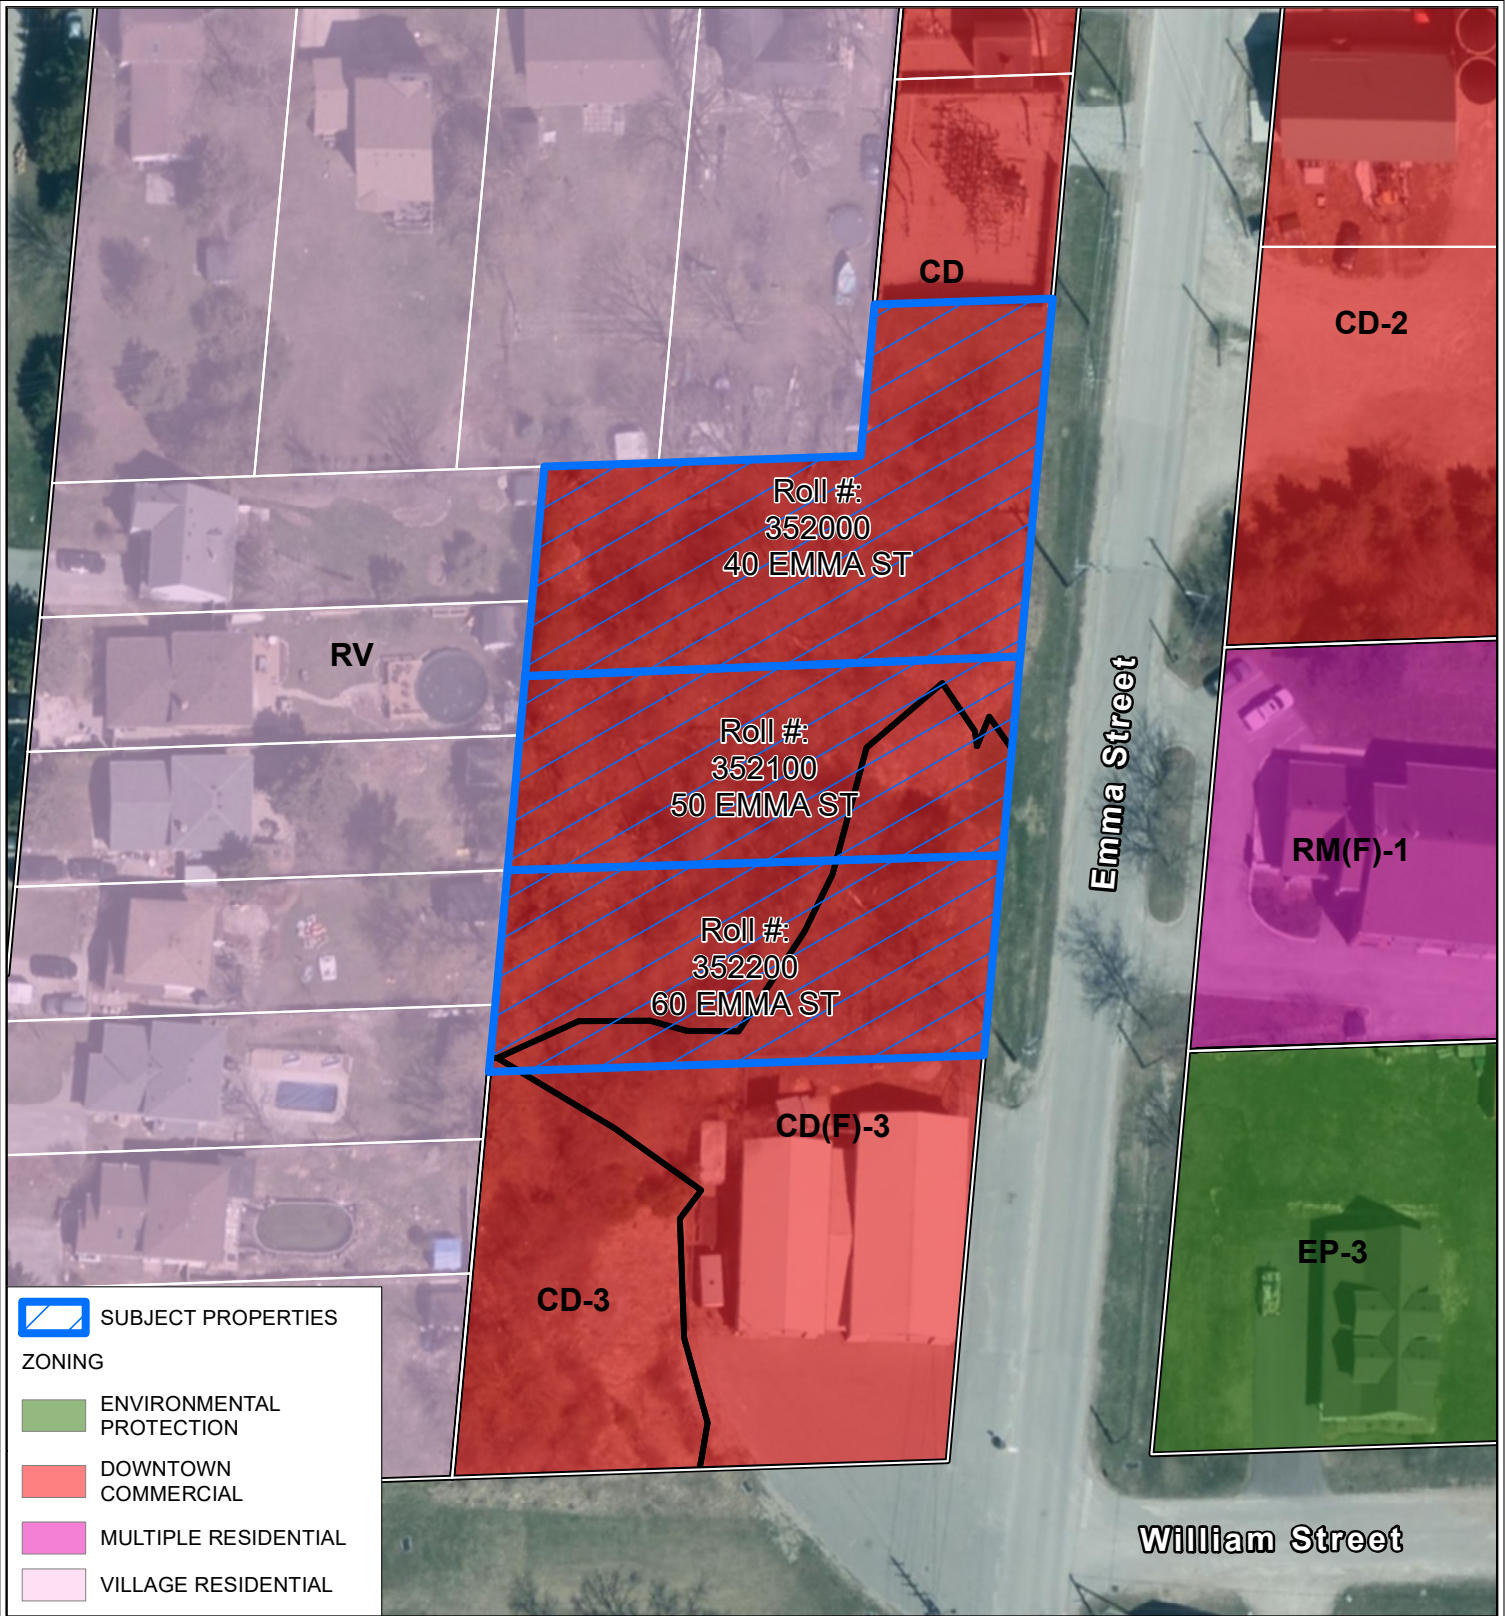 CD
CD-2
Roll #:
352000
40 EMMA ST
RV
Roll #:
352100
50 EMMA ST
Emma Street
RM(F)-1
Roll #:
352200
60 EMMA ST
CD(F)-3
EP-3
CD-3
SUBJECT PROPERTIES
ZONING
ENVIRONMENTAL
PROTECTION
DOWNTOWN
COMMERCIAL
MULTIPLE RESIDENTIAL
VILLAGE RESIDENTIAL
William Street